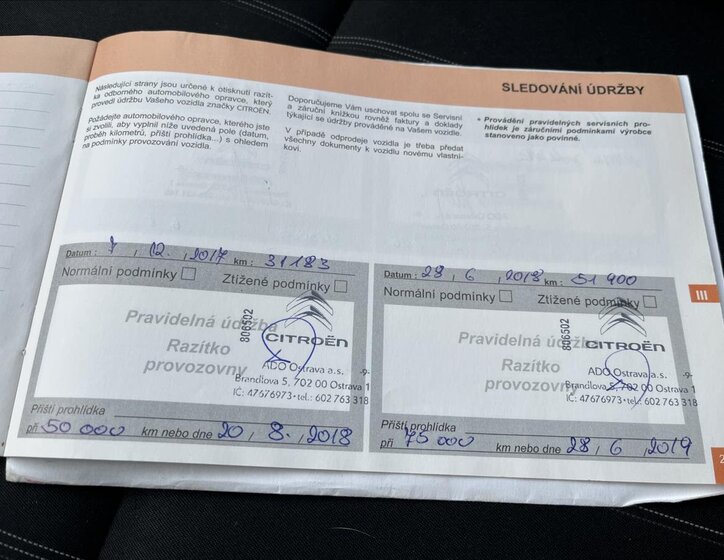 SLEDOVÁNÍ ÚDRŽBY
Následující strany jsou určené k otisknutí razít-
ka odborného automobilového opravce, který
provedl údržbu Vašeho vozidla značky CITROËN.
Požádejte automobilového opravce, kterého jste
si zvolili, aby vyplnil níže uvedená pole (datum,
proběh kilometrů, příští prohlídka...) s ohledem
na podmínky provozování vozidla.
Doporučujeme Vám uschovat spolu se Servisní
a záruční knížkou rovněž faktury a doklady
týkající se údržby prováděné na Vašem vozidle.
V případě odprodeje vozidla je třeba předat
všechny dokumenty k vozidlu novému vlastní-
kovi.
* Provádění pravidelných servisních pro-
hlídek je záručními podmínkami výrobce
stanoveno jako povinné.
Datum : 7 , 12. , 2017 km : 31183
Normální podmínky Ztížené podmínky
Pravidelná údržba
Razítko
provozovny
806502
CITROËN
ADO Ostrava a.s. -9-
Brandlova 5, 702 00 Ostrava 1
IČ: 47676973 • tel.: 602 763 318
Příští prohlídka
při 50 000 km nebo dne 20 , 8. , 2018
Datum : 28 , 6 , 2018 km : 51 900
Normální podmínky Ztížené podmínky
Pravidelná údržba
Razítko
provozovny
806502
CITROËN
ADO Ostrava a.s. -9-
Brandlova 5, 702 00 Ostrava 1
IČ: 47676973 • tel.: 602 763 318
Příští prohlídka
při 75 000 km nebo dne 28 , 6 , 2019
III
2